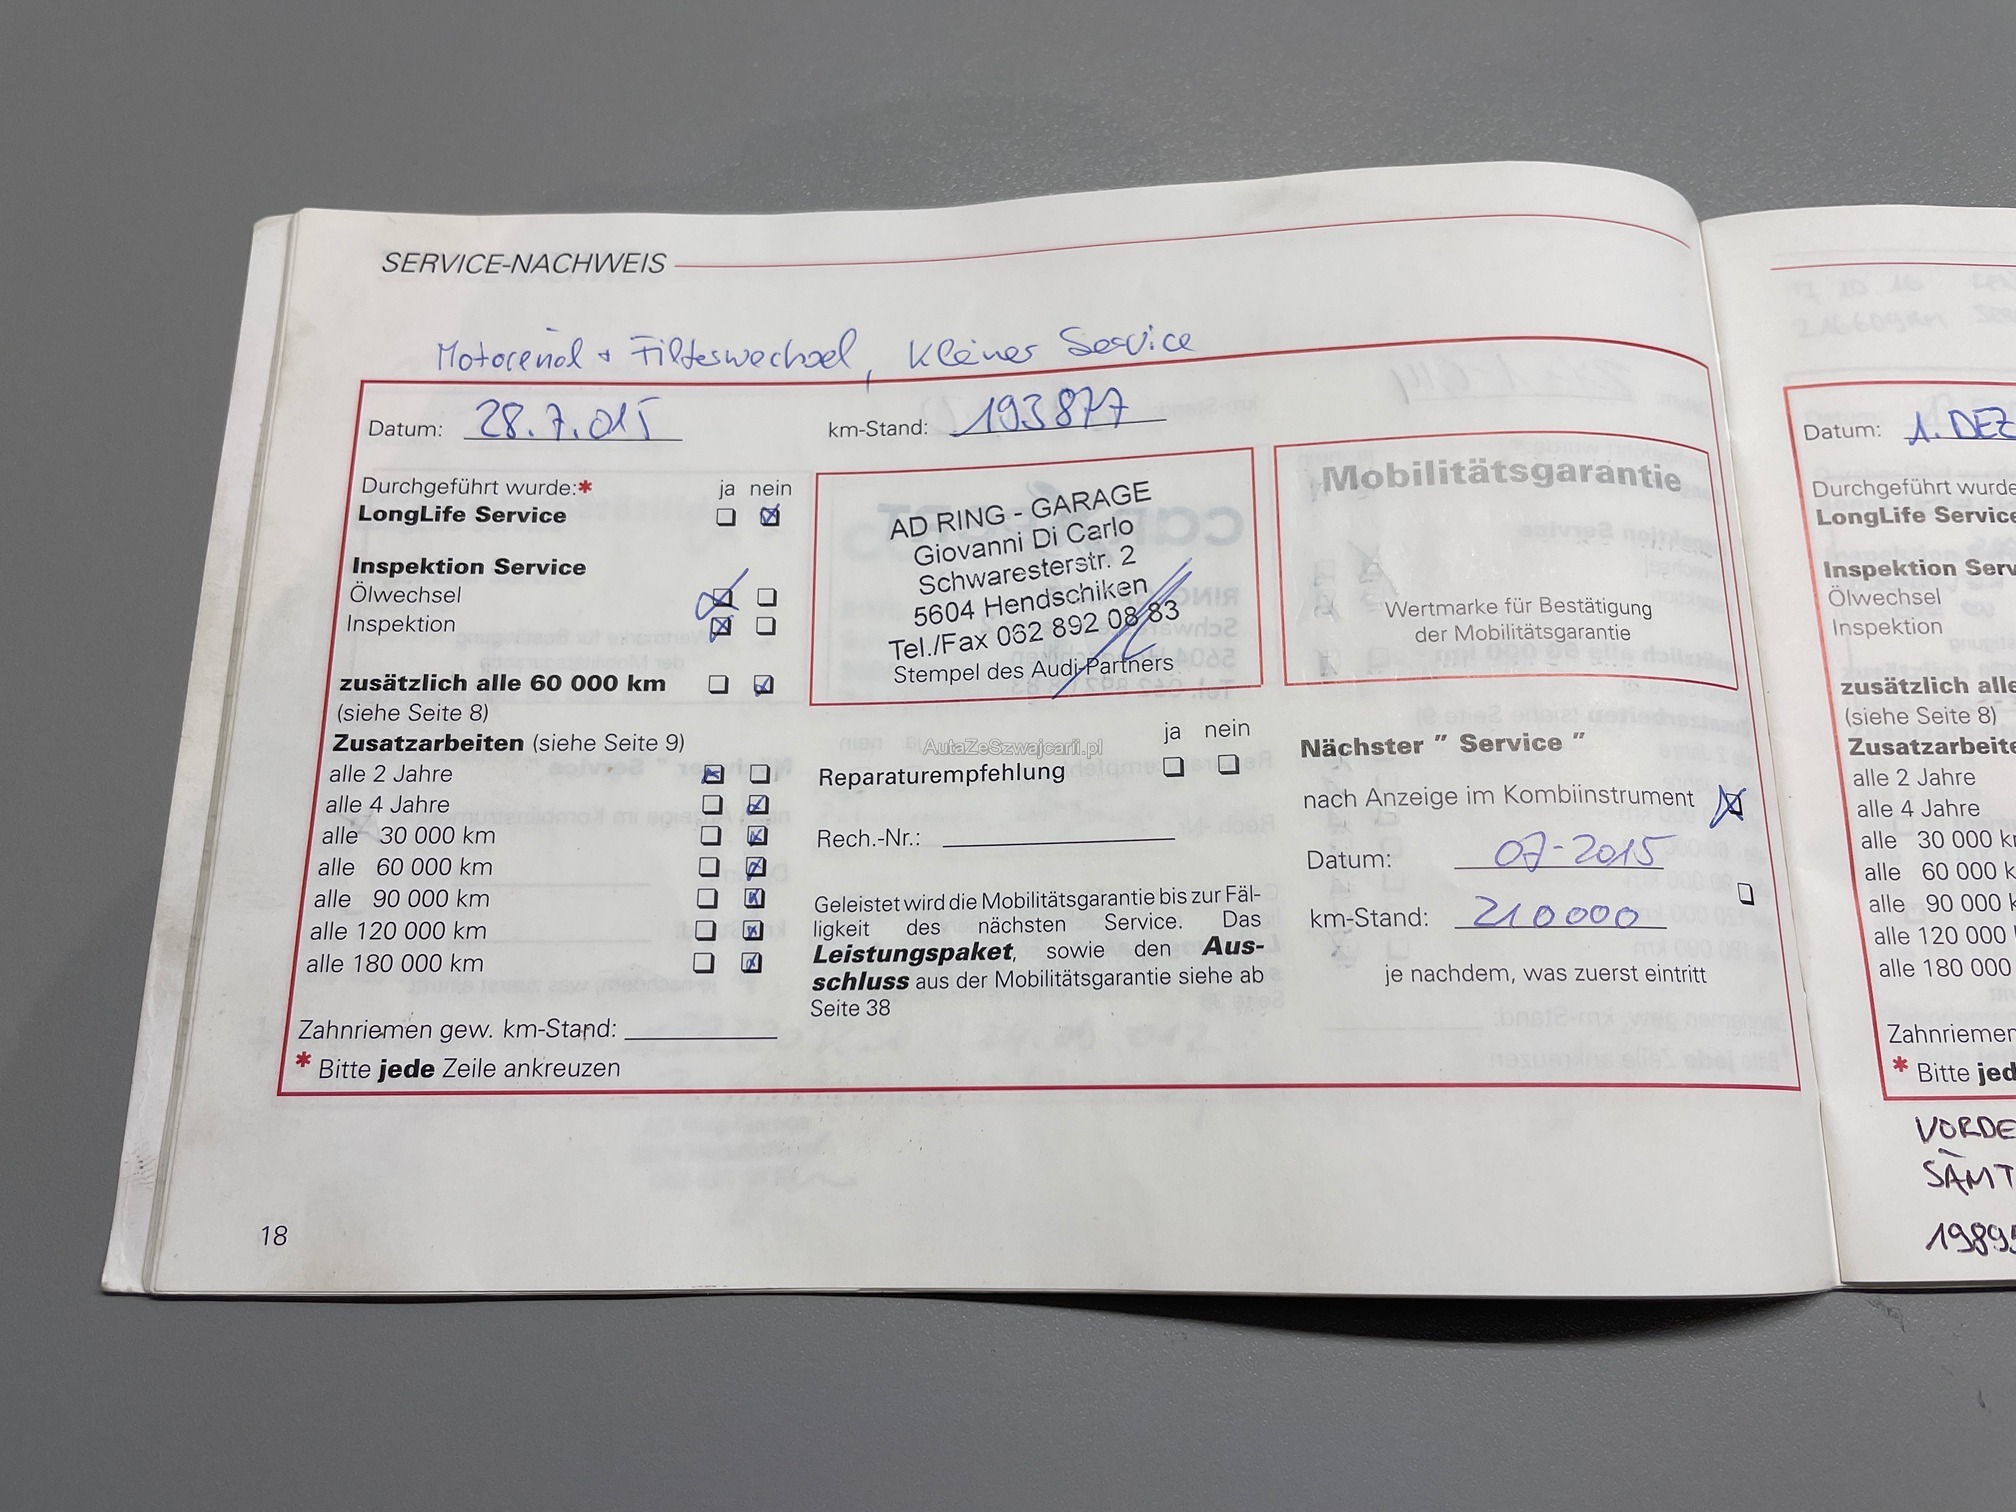 SERVICE-NACHWEIS
Motorenöl + Filterwechsel, kleiner Service
Datum: 28.7.015
km-Stand: 193877
Durchgeführt wurde:* ja nein
LongLife Service
Inspektion Service
Ölwechsel
Inspektion
zusätzlich alle 60 000 km
(siehe Seite 8)
Zusatzarbeiten (siehe Seite 9)
alle 2 Jahre
alle 4 Jahre
alle 30 000 km
alle 60 000 km
alle 90 000 km
alle 120 000 km
alle 180 000 km
Zahnriemen gew. km-Stand:
* Bitte jede Zeile ankreuzen
AD RING - GARAGE
Giovanni Di Carlo
Schwaresterstr. 2
5604 Hendschiken
Tel./Fax 062 892 08 83
Stempel des Audi-Partners
AutaZeSzwajcarii.pl
ja nein
Reparaturempfehlung
Rech.-Nr.:
Geleistet wird die Mobilitätsgarantie bis zur Fäl-
ligkeit des nächsten Service. Das
Leistungspaket, sowie den Aus-
schluss aus der Mobilitätsgarantie siehe ab
Seite 38
Mobilitätsgarantie
Wertmarke für Bestätigung
der Mobilitätsgarantie
Nächster " Service "
nach Anzeige im Kombiinstrument
Datum: 07-2015
km-Stand: 210000
je nachdem, was zuerst eintritt
18
Datum: 1. DEZ
Durchgeführt wurde
LongLife Service
Inspektion Serv
Ölwechsel
Inspektion
zusätzlich alle
(siehe Seite 8)
Zusatzarbeite
alle 2 Jahre
alle 4 Jahre
alle 30 000 k
alle 60 000
alle 90 000 k
alle 120 000
alle 180 000
Zahnriemen
* Bitte jed
VORDE
SÄMT
19895